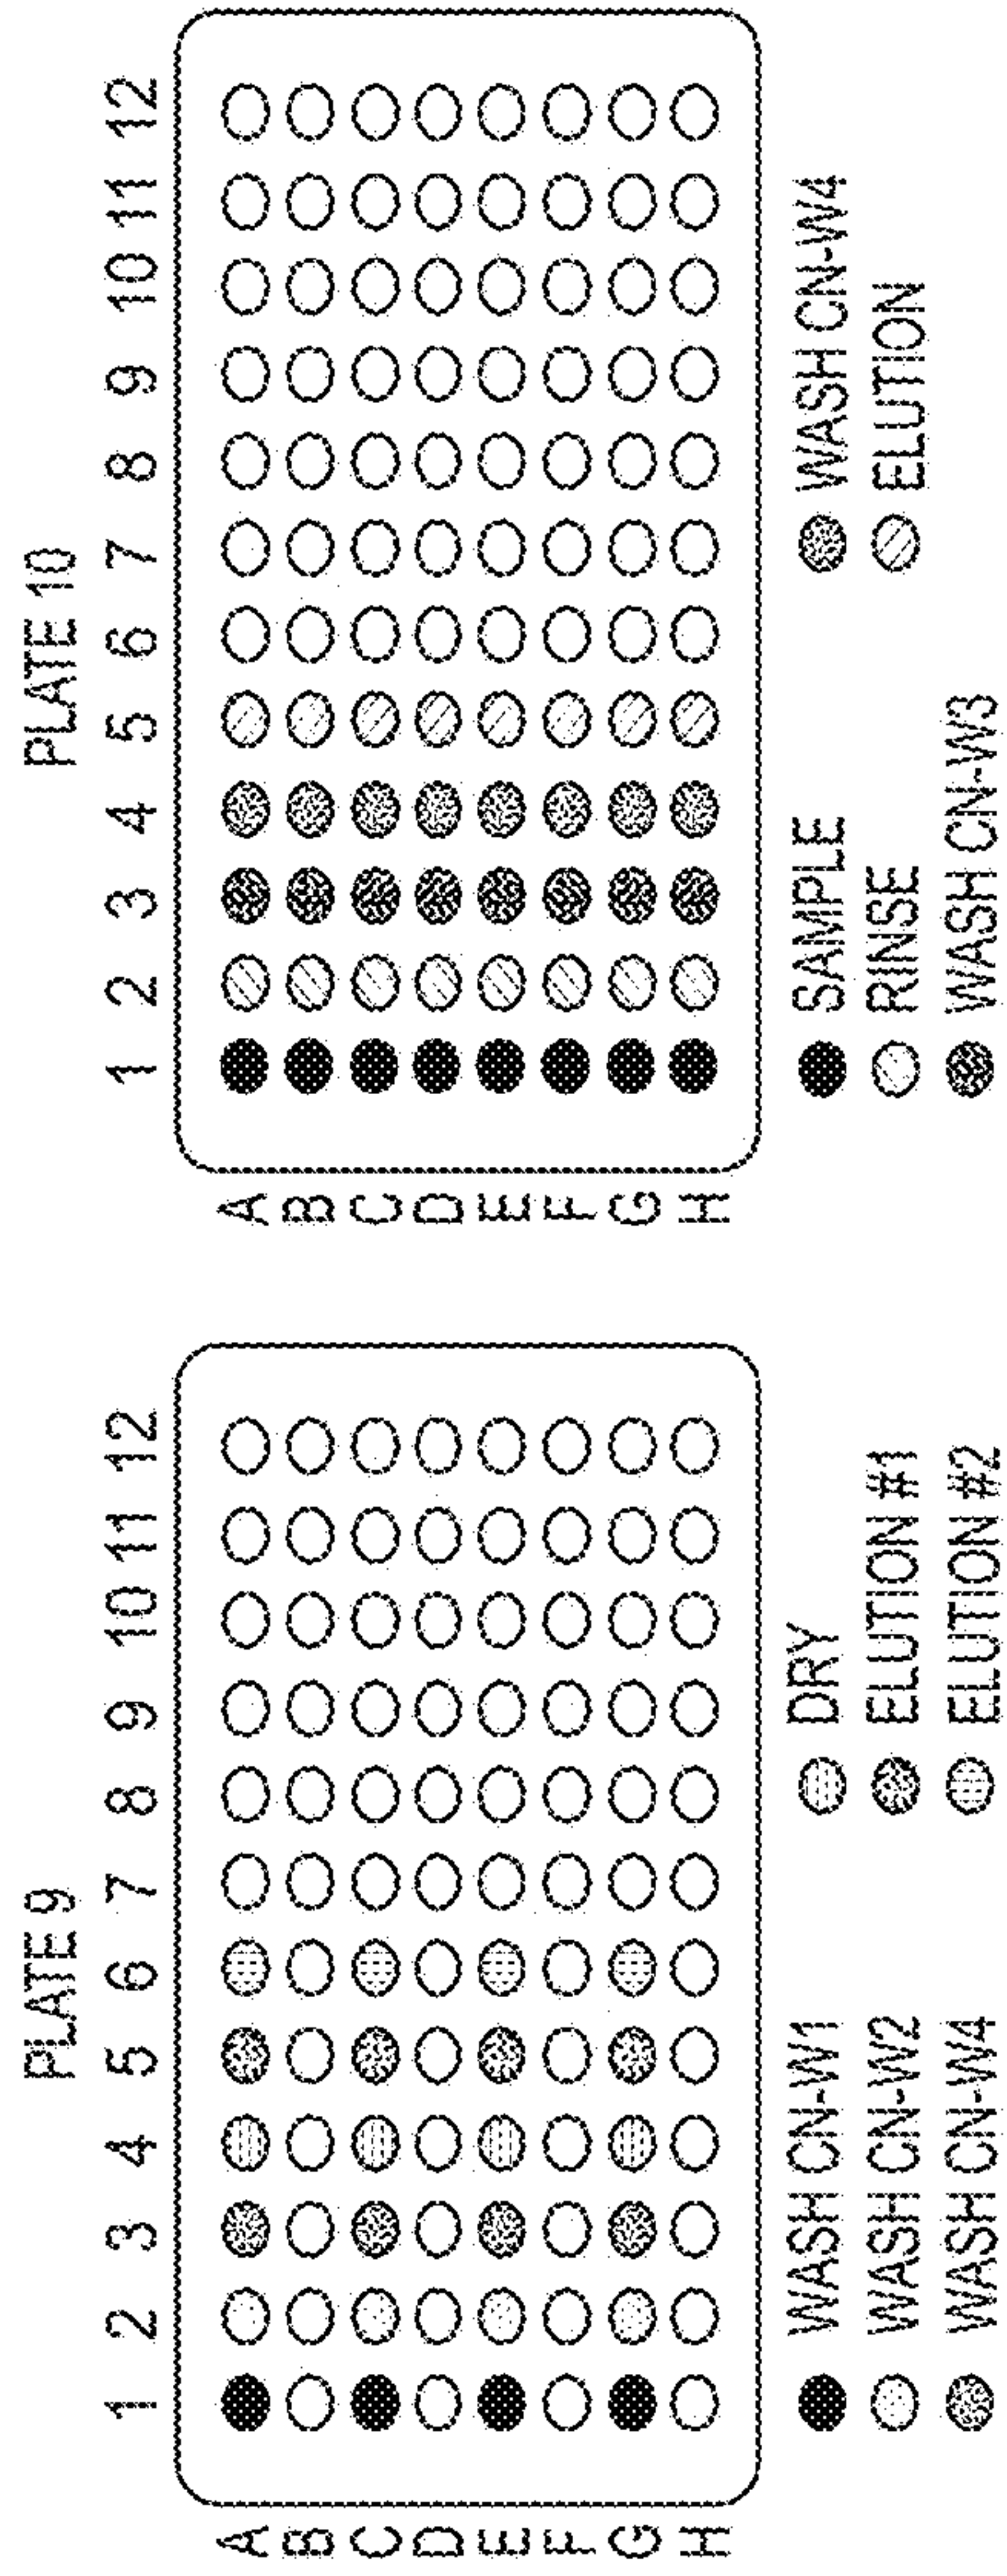 PLATE 9
1 2 3 4 5 6 7 8 9 10 11 12
A
B
C
D
E
F
G
H
WASH CN-W1
WASH CN-W2
WASH CN-W4
DRY
ELUTION #1
ELUTION #2
PLATE 10
1 2 3 4 5 6 7 8 9 10 11 12
A
B
C
D
E
F
G
H
SAMPLE
RINSE
WASH CN-W3
WASH CN-W4
ELUTION